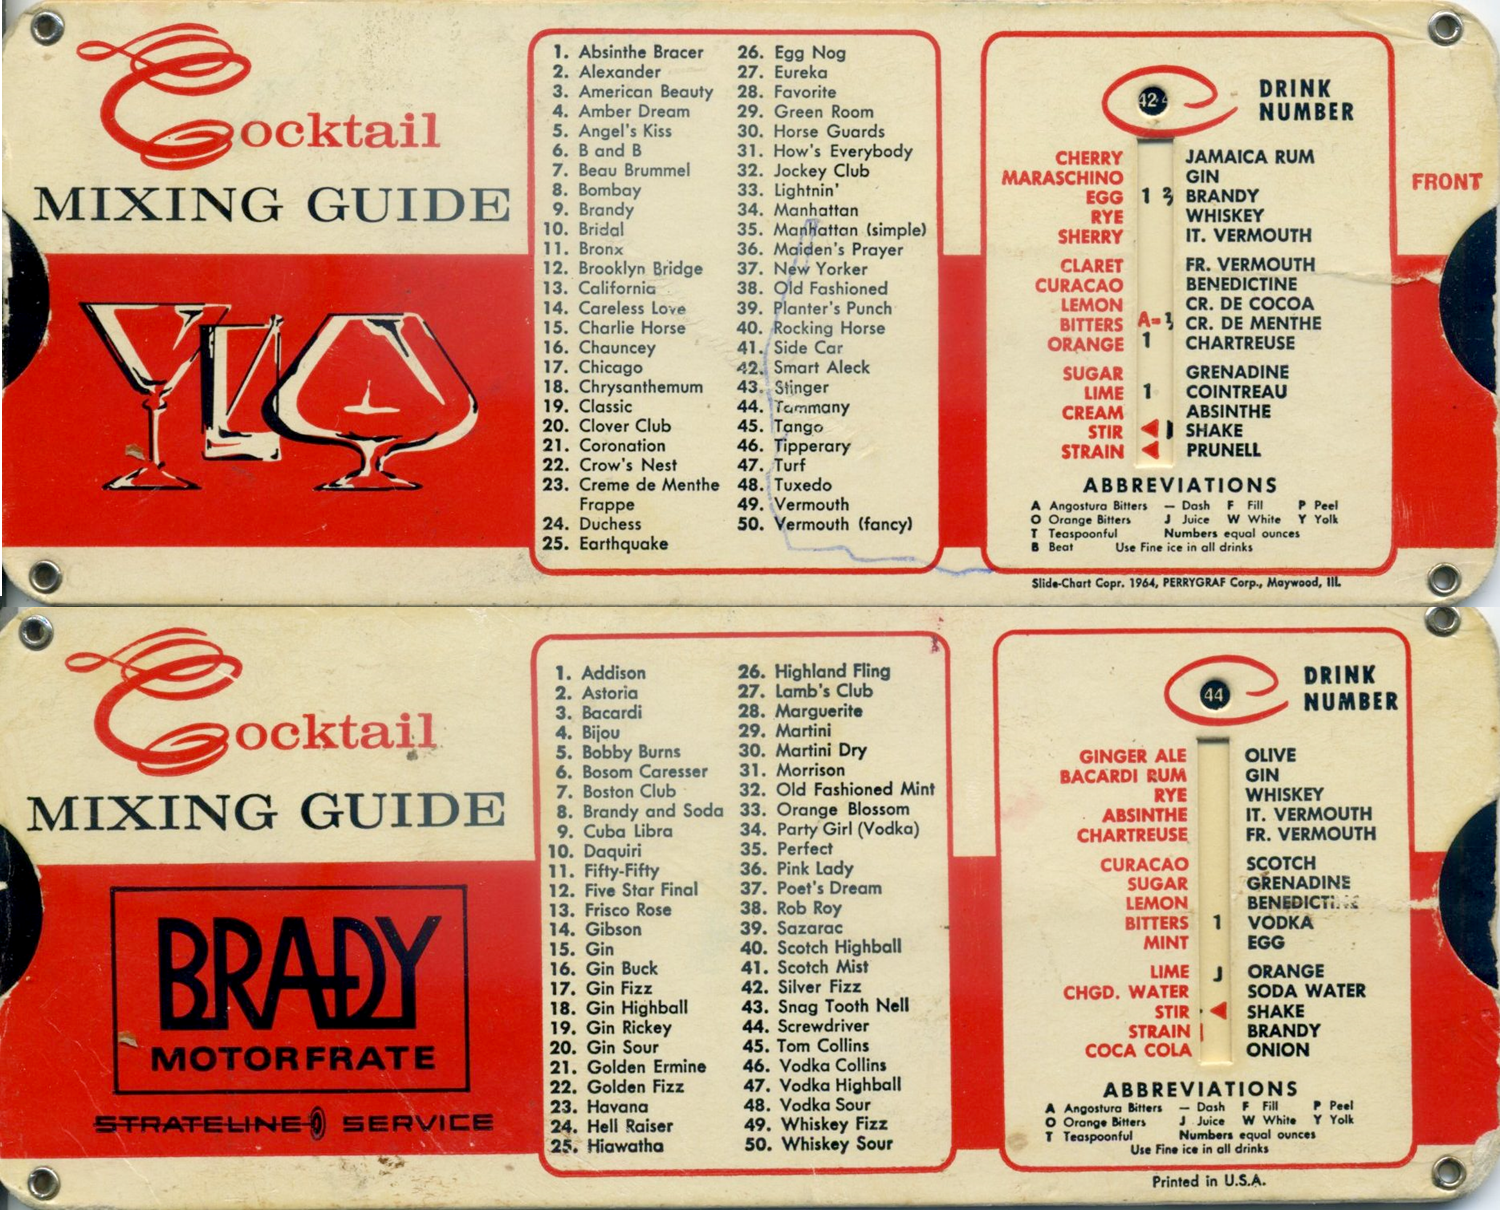 Cocktail
MIXING GUIDE
1. Absinthe Bracer
2. Alexander
3. American Beauty
4. Amber Dream
5. Angel's Kiss
6. B and B
7. Beau Brummel
8. Bombay
9. Brandy
10. Bridal
11. Bronx
12. Brooklyn Bridge
13. California
14. Careless Love
15. Charlie Horse
16. Chauncey
17. Chicago
18. Chrysanthemum
19. Classic
20. Clover Club
21. Coronation
22. Crow's Nest
23. Creme de Menthe
Frappe
24. Duchess
25. Earthquake
26. Egg Nog
27. Eureka
28. Favorite
29. Green Room
30. Horse Guards
31. How's Everybody
32. Jockey Club
33. Lightnin'
34. Manhattan
35. Manhattan (simple)
36. Maiden's Prayer
37. New Yorker
38. Old Fashioned
39. Planter's Punch
40. Rocking Horse
41. Side Car
42. Smart Aleck
43. Stinger
44. Tammany
45. Tango
46. Tipperary
47. Turf
48. Tuxedo
49. Vermouth
50. Vermouth (fancy)
42
DRINK
NUMBER
CHERRY JAMAICA RUM
MARASCHINO GIN
EGG 1 BRANDY
RYE WHISKEY
SHERRY IT. VERMOUTH
CLARET FR. VERMOUTH
CURACAO BENEDICTINE
LEMON CR. DE COCOA
BITTERS A= CR. DE MENTHE
ORANGE 1 CHARTREUSE
SUGAR GRENADINE
LIME 1 COINTREAU
CREAM ABSINTHE
STIR SHAKE
STRAIN PRUNELL
FRONT
ABBREVIATIONS
A Angostura Bitters — Dash F Fill P Peel
O Orange Bitters J Juice W White Y Yolk
T Teaspoonful Numbers equal ounces
B Beat Use Fine ice in all drinks
Slide-Chart Copr. 1964, PERRYGRAF Corp., Maywood, Ill.
Cocktail
MIXING GUIDE
BRADY
MOTORFRATE
STRATELINE SERVICE
1. Addison
2. Astoria
3. Bacardi
4. Bijou
5. Bobby Burns
6. Bosom Caresser
7. Boston Club
8. Brandy and Soda
9. Cuba Libra
10. Daquiri
11. Fifty-Fifty
12. Five Star Final
13. Frisco Rose
14. Gibson
15. Gin
16. Gin Buck
17. Gin Fizz
18. Gin Highball
19. Gin Rickey
20. Gin Sour
21. Golden Ermine
22. Golden Fizz
23. Havana
24. Hell Raiser
25. Hiawatha
26. Highland Fling
27. Lamb's Club
28. Marguerite
29. Martini
30. Martini Dry
31. Morrison
32. Old Fashioned Mint
33. Orange Blossom
34. Party Girl (Vodka)
35. Perfect
36. Pink Lady
37. Poet's Dream
38. Rob Roy
39. Sazarac
40. Scotch Highball
41. Scotch Mist
42. Silver Fizz
43. Snag Tooth Nell
44. Screwdriver
45. Tom Collins
46. Vodka Collins
47. Vodka Highball
48. Vodka Sour
49. Whiskey Fizz
50. Whiskey Sour
44
DRINK
NUMBER
GINGER ALE OLIVE
BACARDI RUM GIN
RYE WHISKEY
ABSINTHE IT. VERMOUTH
CHARTREUSE FR. VERMOUTH
CURACAO SCOTCH
SUGAR GRENADINE
LEMON BENEDICTINE
BITTERS 1 VODKA
MINT EGG
LIME J ORANGE
CHGD. WATER SODA WATER
STIR SHAKE
STRAIN BRANDY
COCA COLA ONION
ABBREVIATIONS
A Angostura Bitters — Dash F Fill P Peel
O Orange Bitters J Juice W White Y Yolk
T Teaspoonful Numbers equal ounces
Use Fine ice in all drinks
Printed in U.S.A.